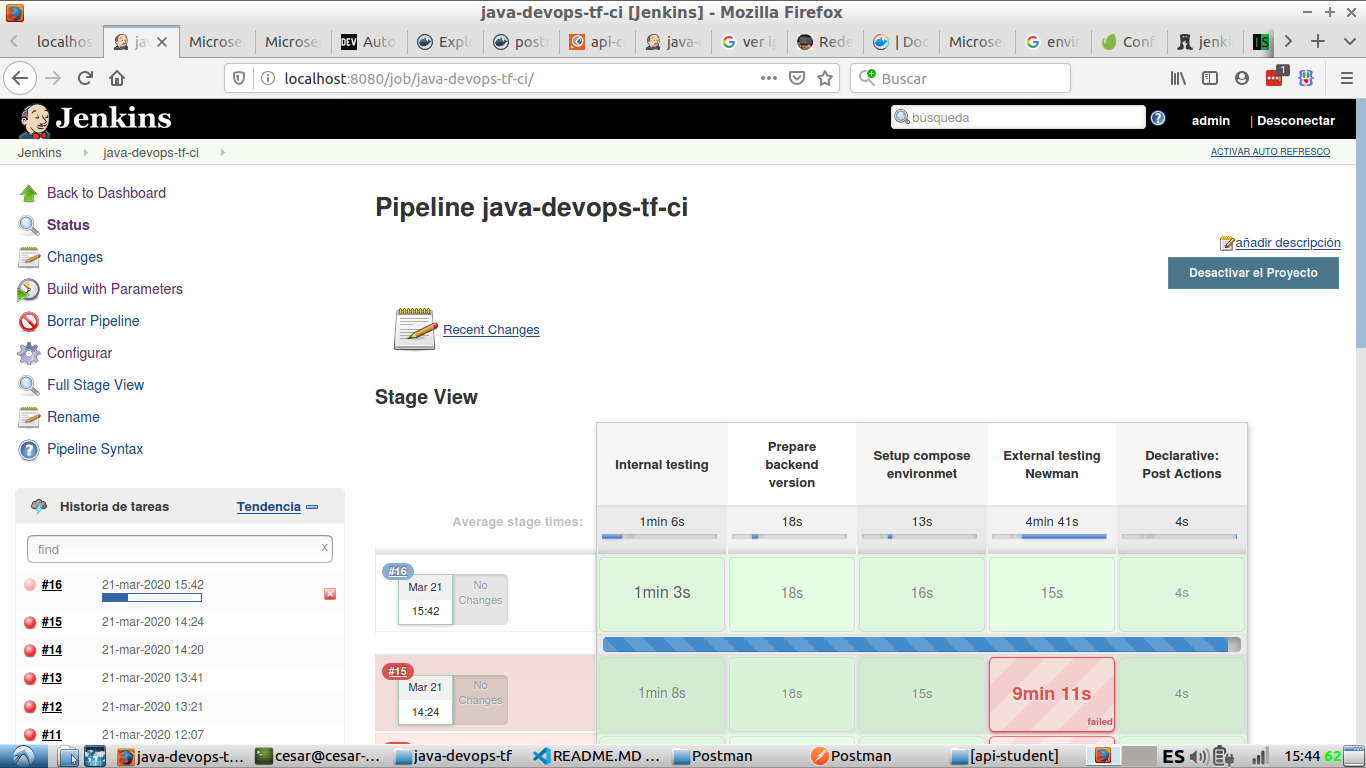 java-devops-tf-ci [Jenkins] - Mozilla Firefox
localhos
ja
Microse
Microse
DEV Auto
Explo
postm
api-c
java-
ver ip
Rede
| Doc
Microse
envir
Conf
jenki
localhost:8080/job/java-devops-tf-ci/
Buscar
1
Jenkins
búsqueda
admin
| Desconectar
Jenkins
java-devops-tf-ci
ACTIVAR AUTO REFRESCO
Back to Dashboard
Status
Changes
Build with Parameters
Borrar Pipeline
Configurar
Full Stage View
Rename
Pipeline Syntax
Historia de tareas
Tendencia
find
x
#16 21-mar-2020 15:42
#15 21-mar-2020 14:24
#14 21-mar-2020 14:20
#13 21-mar-2020 13:41
#12 21-mar-2020 13:21
#11 21-mar-2020 12:07
Pipeline java-devops-tf-ci
añadir descripción
Desactivar el Proyecto
Recent Changes
Stage View
Internal testing
Prepare
backend
version
Setup compose
environmet
External testing
Newman
Declarative:
Post Actions
Average stage times:
1min 6s
18s
13s
4min 41s
4s
#16
Mar 21
15:42
No
Changes
1min 3s
18s
16s
15s
4s
#15
Mar 21
14:24
No
Changes
1min 8s
18s
15s
9min 11s
failed
4s
java-devops-t...
cesar@cesar-...
java-devops-tf
README.MD ...
Postman
Postman
[api-student]
ES
15:44 62